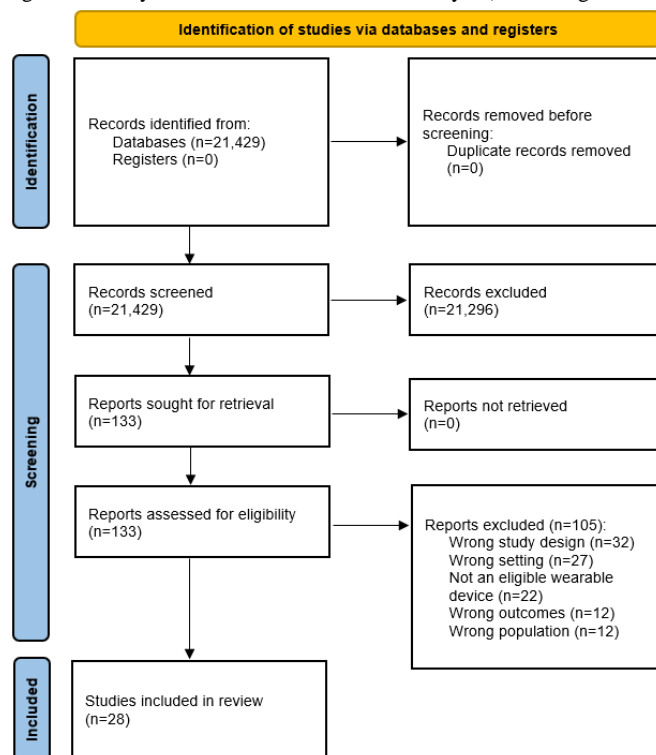 Identification of studies via databases and registers
Identification
Records identified from:
Databases (n=21,429)
Registers (n=0)
Records removed before
screening:
Duplicate records removed
(n=0)
Screening
Records screened
(n=21,429)
Records excluded
(n=21,296)
Reports sought for retrieval
(n=133)
Reports not retrieved
(n=0)
Reports assessed for eligibility
(n=133)
Reports excluded (n=105):
Wrong study design (n=32)
Wrong setting (n=27)
Not an eligible wearable
device (n=22)
Wrong outcomes (n=12)
Wrong population (n=12)
Included
Studies included in review
(n=28)